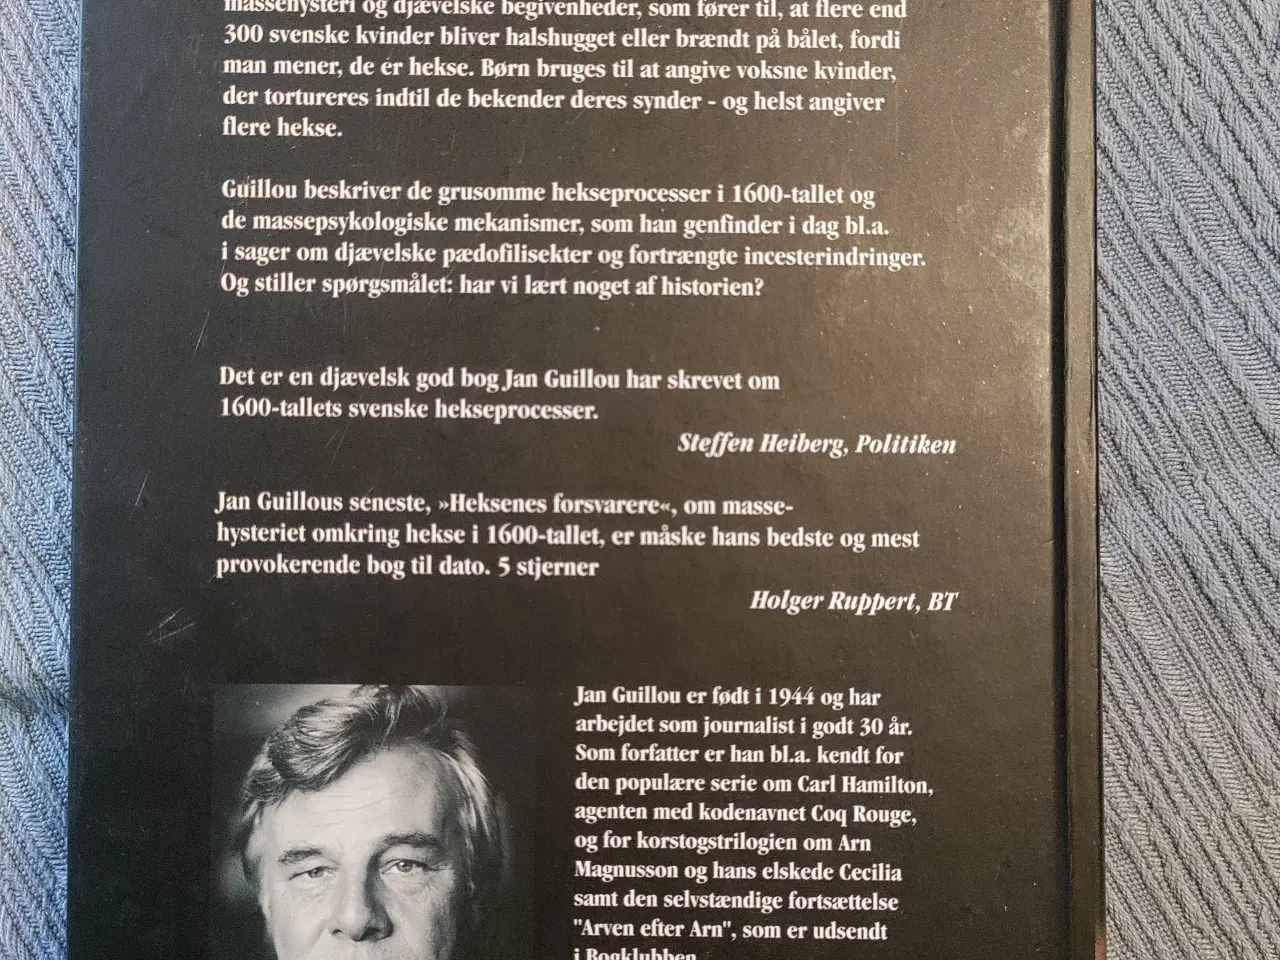 massehysteri og djævelske begivenheder, som fører til, at flere end
300 svenske kvinder bliver halshugget eller brændt på bålet, fordi
man mener, de er hekse. Børn bruges til at angive voksne kvinder,
der tortureres indtil de bekender deres synder - og helst angiver
flere hekse.
Guillou beskriver de grusomme hekseprocesser i 1600-tallet og
de massepsykologiske mekanismer, som han genfinder i dag bl.a.
i sager om djævelske pædofilisekter og fortrængte incesterindringer.
Og stiller spørgsmålet: har vi lært noget af historien?
Det er en djævelsk god bog Jan Guillou har skrevet om
1600-tallets svenske hekseprocesser.
Steffen Heiberg, Politiken
Jan Guillous seneste, »Heksenes forsvarere«, om masse-
hysteriet omkring hekse i 1600-tallet, er måske hans bedste og mest
provokerende bog til dato. 5 stjerner
Holger Ruppert, BT
Jan Guillou er født i 1944 og har
arbejdet som journalist i godt 30 år.
Som forfatter er han bl.a. kendt for
den populære serie om Carl Hamilton,
agenten med kodenavnet Coq Rouge,
og for korstogstrilogien om Arn
Magnusson og hans elskede Cecilia
samt den selvstændige fortsættelse
"Arven efter Arn", som er udsendt
i Bogklubben.